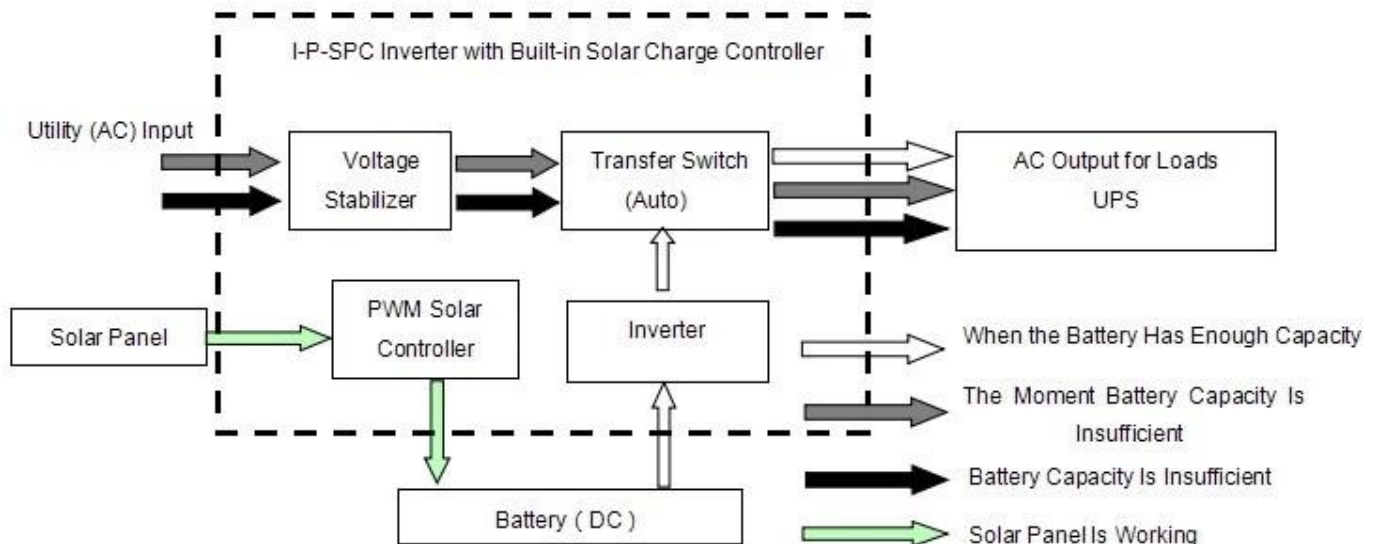 I-P-SPC Inverter with Built-in Solar Charge Controller
Utility (AC) Input
Voltage
Stabilizer
Transfer Switch
(Auto)
AC Output for Loads
UPS
Solar Panel
PWM Solar
Controller
Inverter
Battery ( DC )
When the Battery Has Enough Capacity
The Moment Battery Capacity Is
Insufficient
Battery Capacity Is Insufficient
Solar Panel Is Working